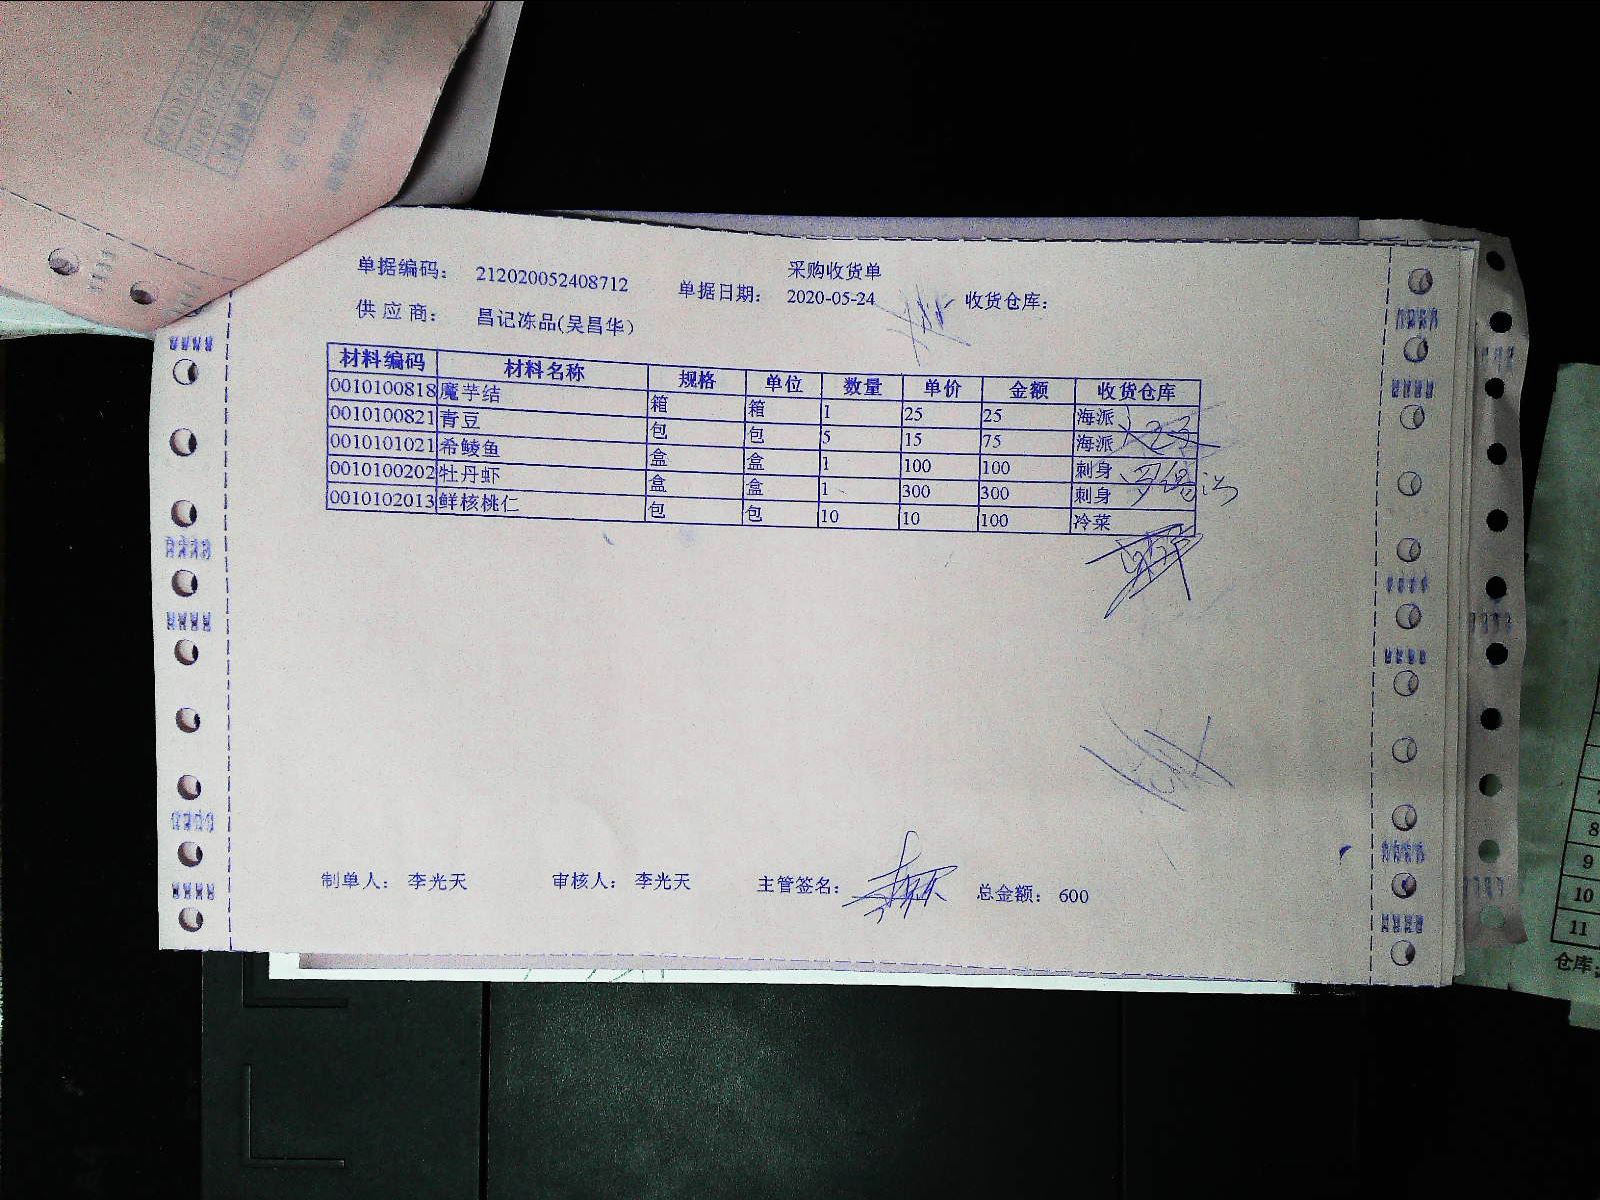 采购收货单
单据编码： 212020052408712 单据日期： 2020-05-24 收货仓库：
供应商： 昌记冻品(吴昌华)
材料编码 材料名称 规格 单位 数量 单价 金额 收货仓库
0010100818 魔芋结 箱 箱 1 25 25 海派
0010100821 青豆 包 包 5 15 75 海派
0010101021 希鲮鱼 盒 盒 1 100 100 刺身
0010100202 牡丹虾 盒 盒 1 300 300 刺身
0010102013 鲜核桃仁 包 包 10 10 100 冷菜
制单人： 李光天 审核人： 李光天 主管签名： 总金额： 600
8
9
10
11
仓库：